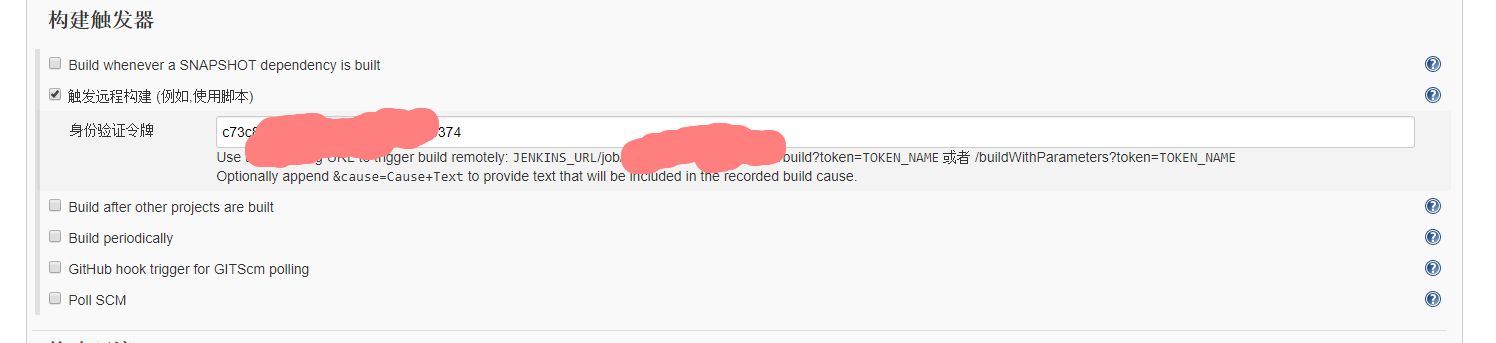 构建触发器
Build whenever a SNAPSHOT dependency is built
触发远程构建 (例如,使用脚本)
身份验证令牌
c73c 374
Use URL to trigger build remotely: JENKINS_URL/job/ build?token=TOKEN_NAME 或者 /buildWithParameters?token=TOKEN_NAME
Optionally append &cause=Cause+Text to provide text that will be included in the recorded build cause.
Build after other projects are built
Build periodically
GitHub hook trigger for GITScm polling
Poll SCM